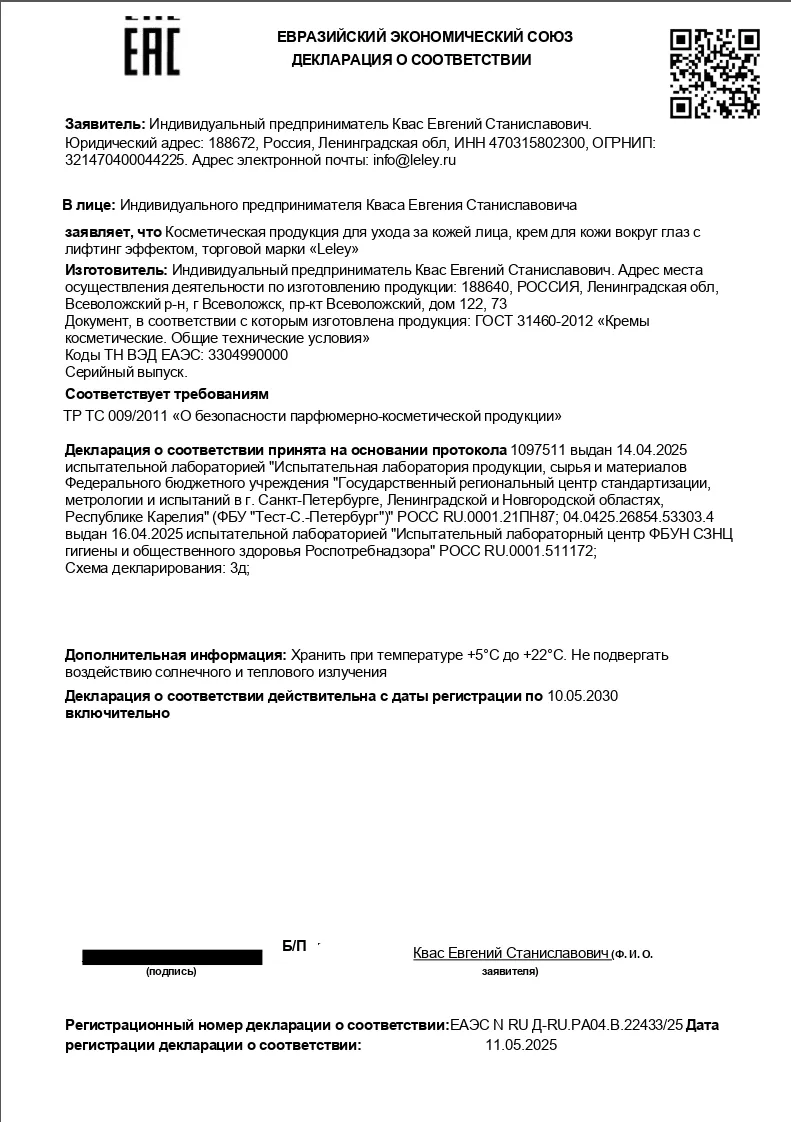 ЕАС
ЕВРАЗИЙСКИЙ ЭКОНОМИЧЕСКИЙ СОЮЗ
ДЕКЛАРАЦИЯ О СООТВЕТСТВИИ
Заявитель: Индивидуальный предприниматель Квас Евгений Станиславович.
Юридический адрес: 188672, Россия, Ленинградская обл, ИНН 470315802300, ОГРНИП:
321470400044225. Адрес электронной почты: info@leley.ru
В лице: Индивидуального предпринимателя Кваса Евгения Станиславовича
заявляет, что Косметическая продукция для ухода за кожей лица, крем для кожи вокруг глаз с
лифтинг эффектом, торговой марки «Leley»
Изготовитель: Индивидуальный предприниматель Квас Евгений Станиславович. Адрес места
осуществления деятельности по изготовлению продукции: 188640, РОССИЯ, Ленинградская обл,
Всеволожский р-н, г Всеволожск, пр-кт Всеволожский, дом 122, 73
Документ, в соответствии с которым изготовлена продукция: ГОСТ 31460-2012 «Кремы
косметические. Общие технические условия»
Коды ТН ВЭД ЕАЭС: 3304990000
Серийный выпуск.
Соответствует требованиям
ТР ТС 009/2011 «О безопасности парфюмерно-косметической продукции»
Декларация о соответствии принята на основании протокола 1097511 выдан 14.04.2025
испытательной лабораторией "Испытательная лаборатория продукции, сырья и материалов
Федерального бюджетного учреждения "Государственный региональный центр стандартизации,
метрологии и испытаний в г. Санкт-Петербурге, Ленинградской и Новгородской областях,
Республике Карелия" (ФБУ "Тест-С.-Петербург")" РОСС RU.0001.21ПН87; 04.0425.26854.53303.4
выдан 16.04.2025 испытательной лабораторией "Испытательный лабораторный центр ФБУН СЗНЦ
гигиены и общественного здоровья Роспотребнадзора" РОСС RU.0001.511172;
Схема декларирования: 3д;
Дополнительная информация: Хранить при температуре +5°С до +22°С. Не подвергать
воздействию солнечного и теплового излучения
Декларация о соответствии действительна с даты регистрации по 10.05.2030
включительно
Б/П
Квас Евгений Станиславович (Ф. И. О.
(подпись) заявителя)
Регистрационный номер декларации о соответствии:ЕАЭС N RU Д-RU.РА04.В.22433/25 Дата
регистрации декларации о соответствии: 11.05.2025